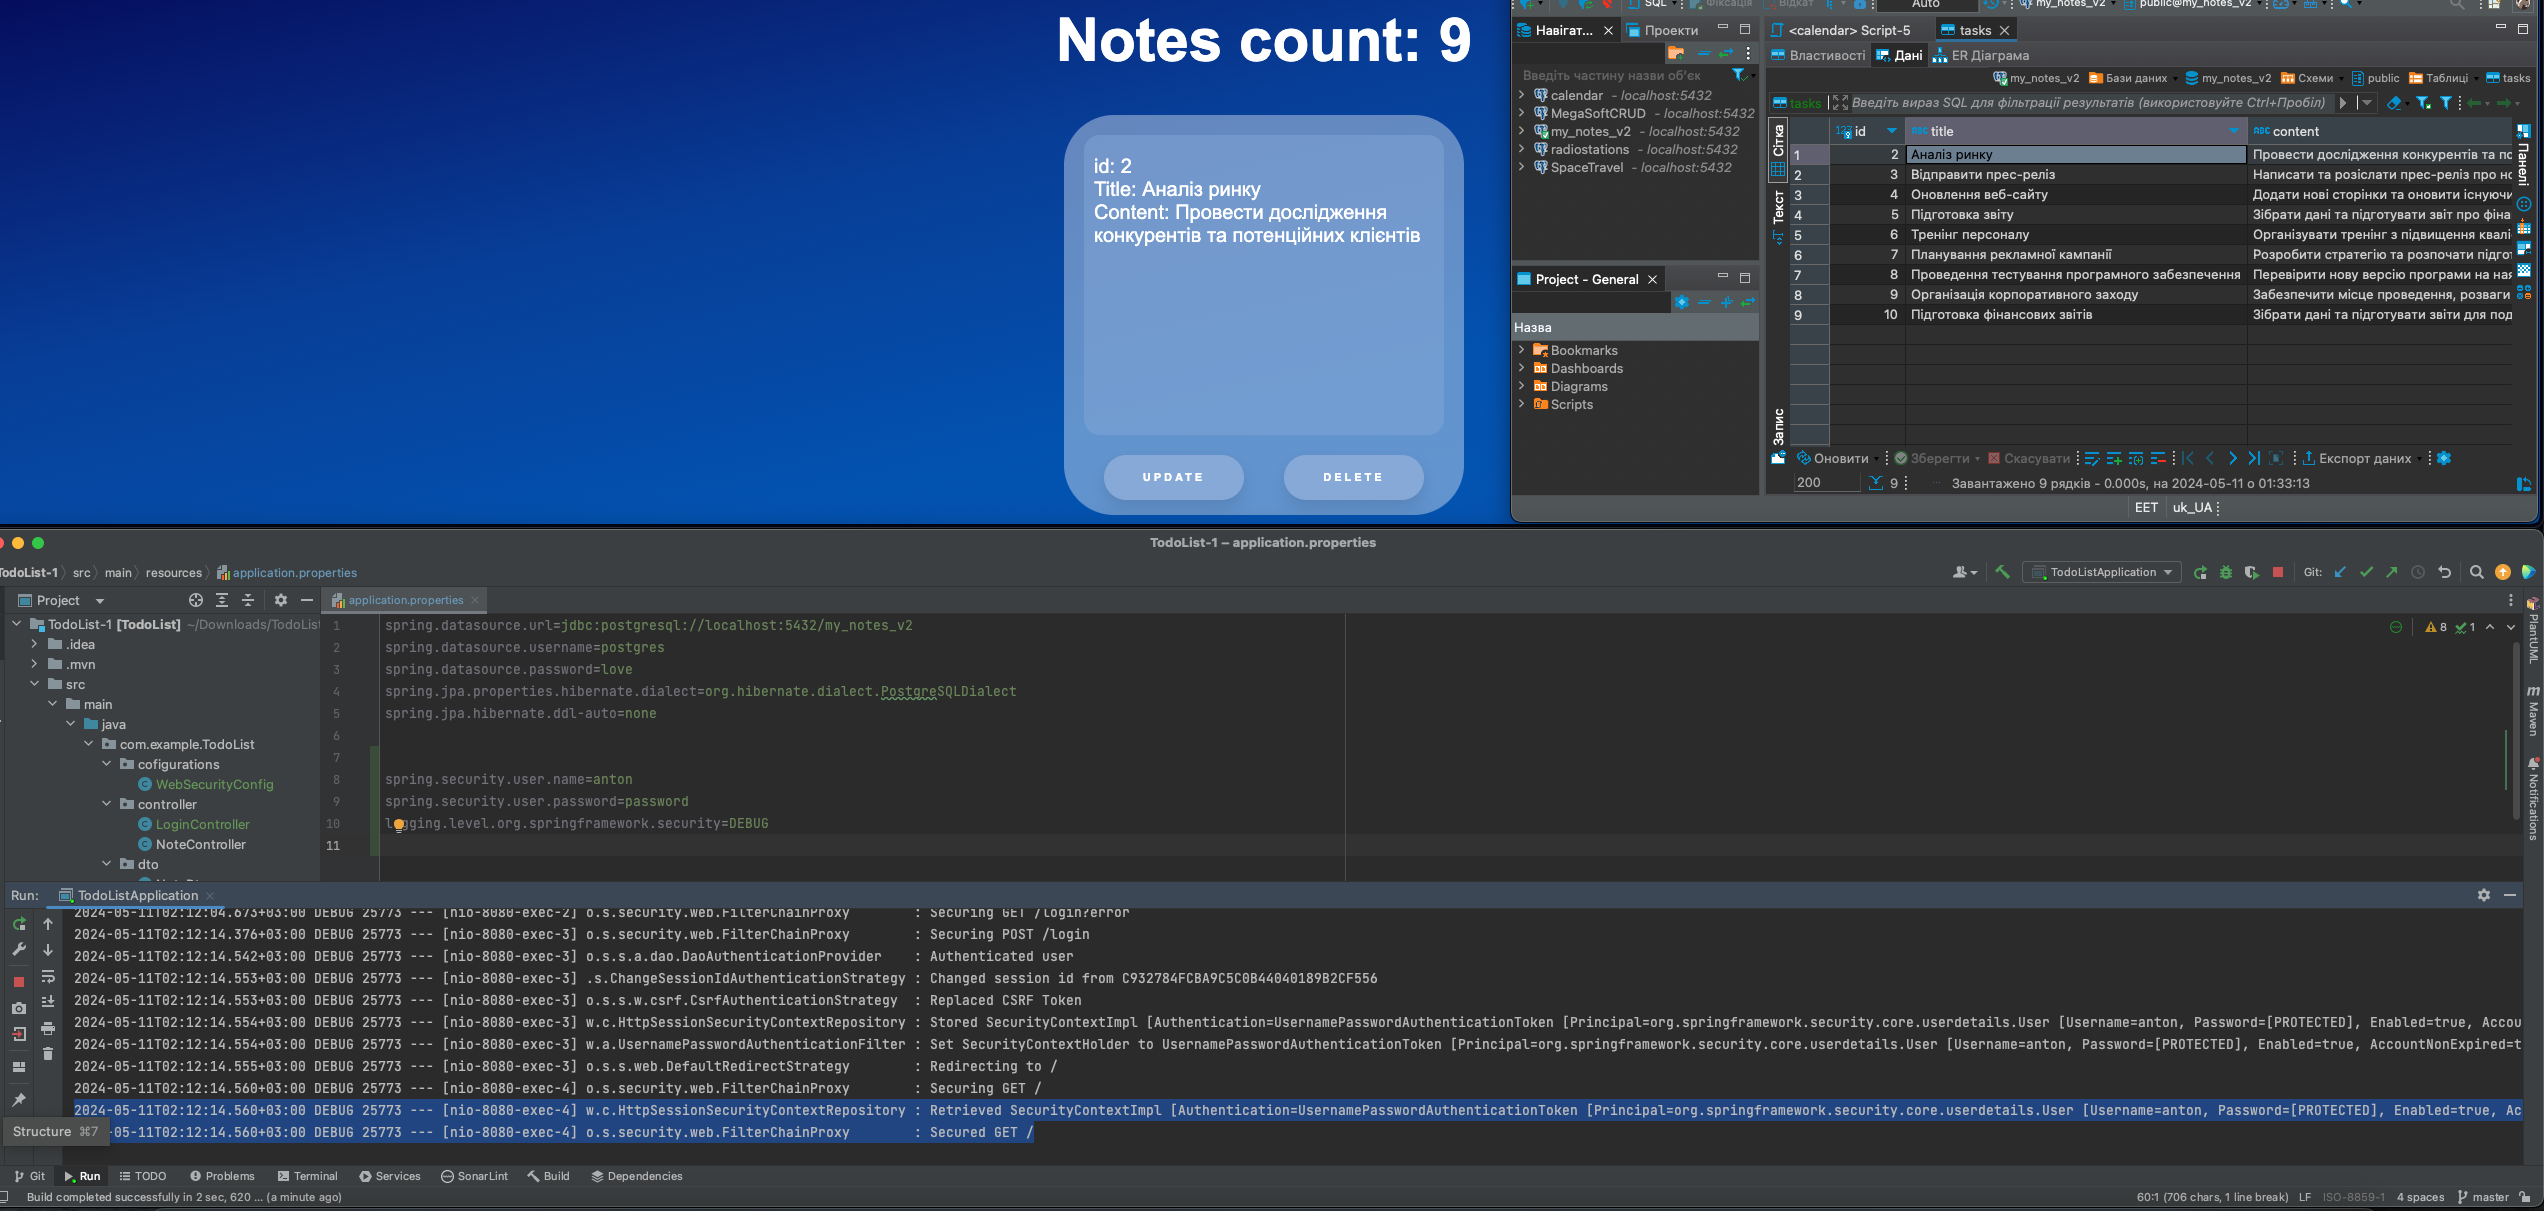 Notes count: 9
id: 2
Title: Аналіз ринку
Content: Провести дослідження
конкурентів та потенційних клієнтів
UPDATE
DELETE
SQL
Фіксація
Відкат
Auto
my_notes_v2
public@my_notes_v2
Навігат...
Проекти
Введіть частину назви об'єк
calendar - localhost:5432
MegaSoftCRUD - localhost:5432
my_notes_v2 - localhost:5432
radiostations - localhost:5432
SpaceTravel - localhost:5432
Project - General
Назва
Bookmarks
Dashboards
Diagrams
Scripts
<calendar> Script-5
tasks
Властивості
Дані
ER Діаграма
my_notes_v2
Бази даних
my_notes_v2
Схеми
public
Таблиці
tasks
tasks
Введіть вираз SQL для фільтрації результатів (використовуйте Ctrl+Пробіл)
Сітка
Текст
Запис
Панелі
123 id
ABC title
ABC content
1 2 Аналіз ринку Провести дослідження конкурентів та по
2 3 Відправити прес-реліз Написати та розіслати прес-реліз про но
3 4 Оновлення веб-сайту Додати нові сторінки та оновити існуючи
4 5 Підготовка звіту Зібрати дані та підготувати звіт про фіна
5 6 Тренінг персоналу Організувати тренінг з підвищення квалі
6 7 Планування рекламної кампанії Розробити стратегію та розпочати підгот
7 8 Проведення тестування програмного забезпечення Перевірити нову версію програми на ная
8 9 Організація корпоративного заходу Забезпечити місце проведення, розваги
9 10 Підготовка фінансових звітів Зібрати дані та підготувати звіти для под
Оновити
Зберегти
Скасувати
Експорт даних
200
9
Завантажено 9 рядків - 0.000s, на 2024-05-11 о 01:33:13
EET
uk_UA
TodoList-1 – application.properties
TodoList-1
src
main
resources
application.properties
TodoListApplication
Git:
Project
application.properties
TodoList-1 [TodoList] ~/Downloads/TodoList
.idea
.mvn
src
main
java
com.example.TodoList
cofigurations
WebSecurityConfig
controller
LoginController
NoteController
dto
1 spring.datasource.url=jdbc:postgresql://localhost:5432/my_notes_v2
2 spring.datasource.username=postgres
3 spring.datasource.password=love
4 spring.jpa.properties.hibernate.dialect=org.hibernate.dialect.PostgreSQLDialect
5 spring.jpa.hibernate.ddl-auto=none
6
7
8 spring.security.user.name=anton
9 spring.security.user.password=password
10 logging.level.org.springframework.security=DEBUG
11
8
1
PlantUML
m Maven
Notifications
Run:
TodoListApplication
2024-05-11T02:12:04.673+03:00 DEBUG 25773 --- [nio-8080-exec-2] o.s.security.web.FilterChainProxy : Securing GET /login?error
2024-05-11T02:12:14.376+03:00 DEBUG 25773 --- [nio-8080-exec-3] o.s.security.web.FilterChainProxy : Securing POST /login
2024-05-11T02:12:14.542+03:00 DEBUG 25773 --- [nio-8080-exec-3] o.s.s.a.dao.DaoAuthenticationProvider : Authenticated user
2024-05-11T02:12:14.553+03:00 DEBUG 25773 --- [nio-8080-exec-3] .s.ChangeSessionIdAuthenticationStrategy : Changed session id from C932784FCBA9C5C0B44040189B2CF556
2024-05-11T02:12:14.553+03:00 DEBUG 25773 --- [nio-8080-exec-3] o.s.s.w.csrf.CsrfAuthenticationStrategy : Replaced CSRF Token
2024-05-11T02:12:14.554+03:00 DEBUG 25773 --- [nio-8080-exec-3] w.c.HttpSessionSecurityContextRepository : Stored SecurityContextImpl [Authentication=UsernamePasswordAuthenticationToken [Principal=org.springframework.security.core.userdetails.User [Username=anton, Password=[PROTECTED], Enabled=true, Accou
2024-05-11T02:12:14.554+03:00 DEBUG 25773 --- [nio-8080-exec-3] w.a.UsernamePasswordAuthenticationFilter : Set SecurityContextHolder to UsernamePasswordAuthenticationToken [Principal=org.springframework.security.core.userdetails.User [Username=anton, Password=[PROTECTED], Enabled=true, AccountNonExpired=t
2024-05-11T02:12:14.555+03:00 DEBUG 25773 --- [nio-8080-exec-3] o.s.s.web.DefaultRedirectStrategy : Redirecting to /
2024-05-11T02:12:14.560+03:00 DEBUG 25773 --- [nio-8080-exec-4] o.s.security.web.FilterChainProxy : Securing GET /
2024-05-11T02:12:14.560+03:00 DEBUG 25773 --- [nio-8080-exec-4] w.c.HttpSessionSecurityContextRepository : Retrieved SecurityContextImpl [Authentication=UsernamePasswordAuthenticationToken [Principal=org.springframework.security.core.userdetails.User [Username=anton, Password=[PROTECTED], Enabled=true, Ac
-05-11T02:12:14.560+03:00 DEBUG 25773 --- [nio-8080-exec-4] o.s.security.web.FilterChainProxy : Secured GET /
Structure ⌘7
Git
Run
TODO
Problems
Terminal
Services
SonarLint
Build
Dependencies
Build completed successfully in 2 sec, 620 ... (a minute ago)
60:1 (706 chars, 1 line break)
LF
ISO-8859-1
4 spaces
master